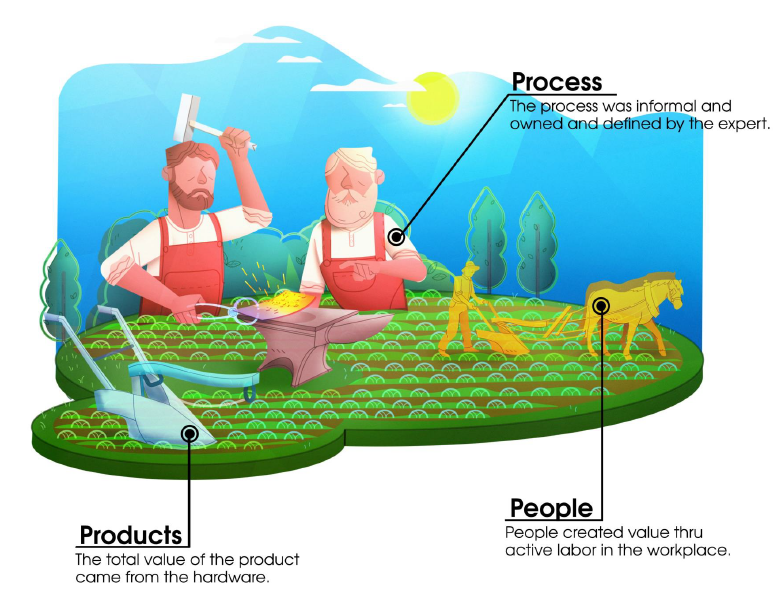 Process
The process was informal and
owned and defined by the expert.
People
People created value thru
active labor in the workplace.
Products
The total value of the product
came from the hardware.